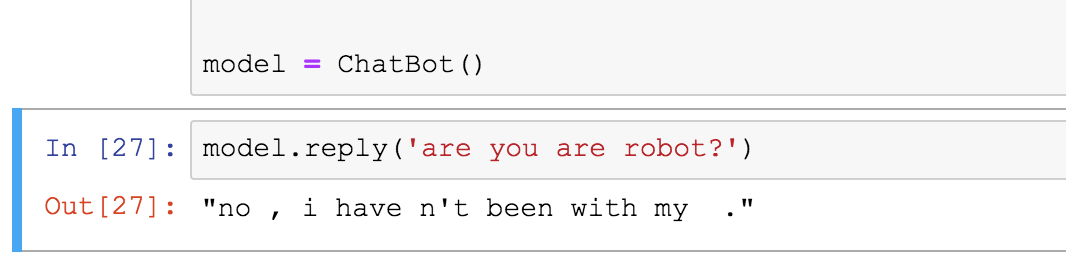 model = ChatBot()
In [27]: model.reply('are you are robot?')
Out[27]: "no , i have n't been with my  ."